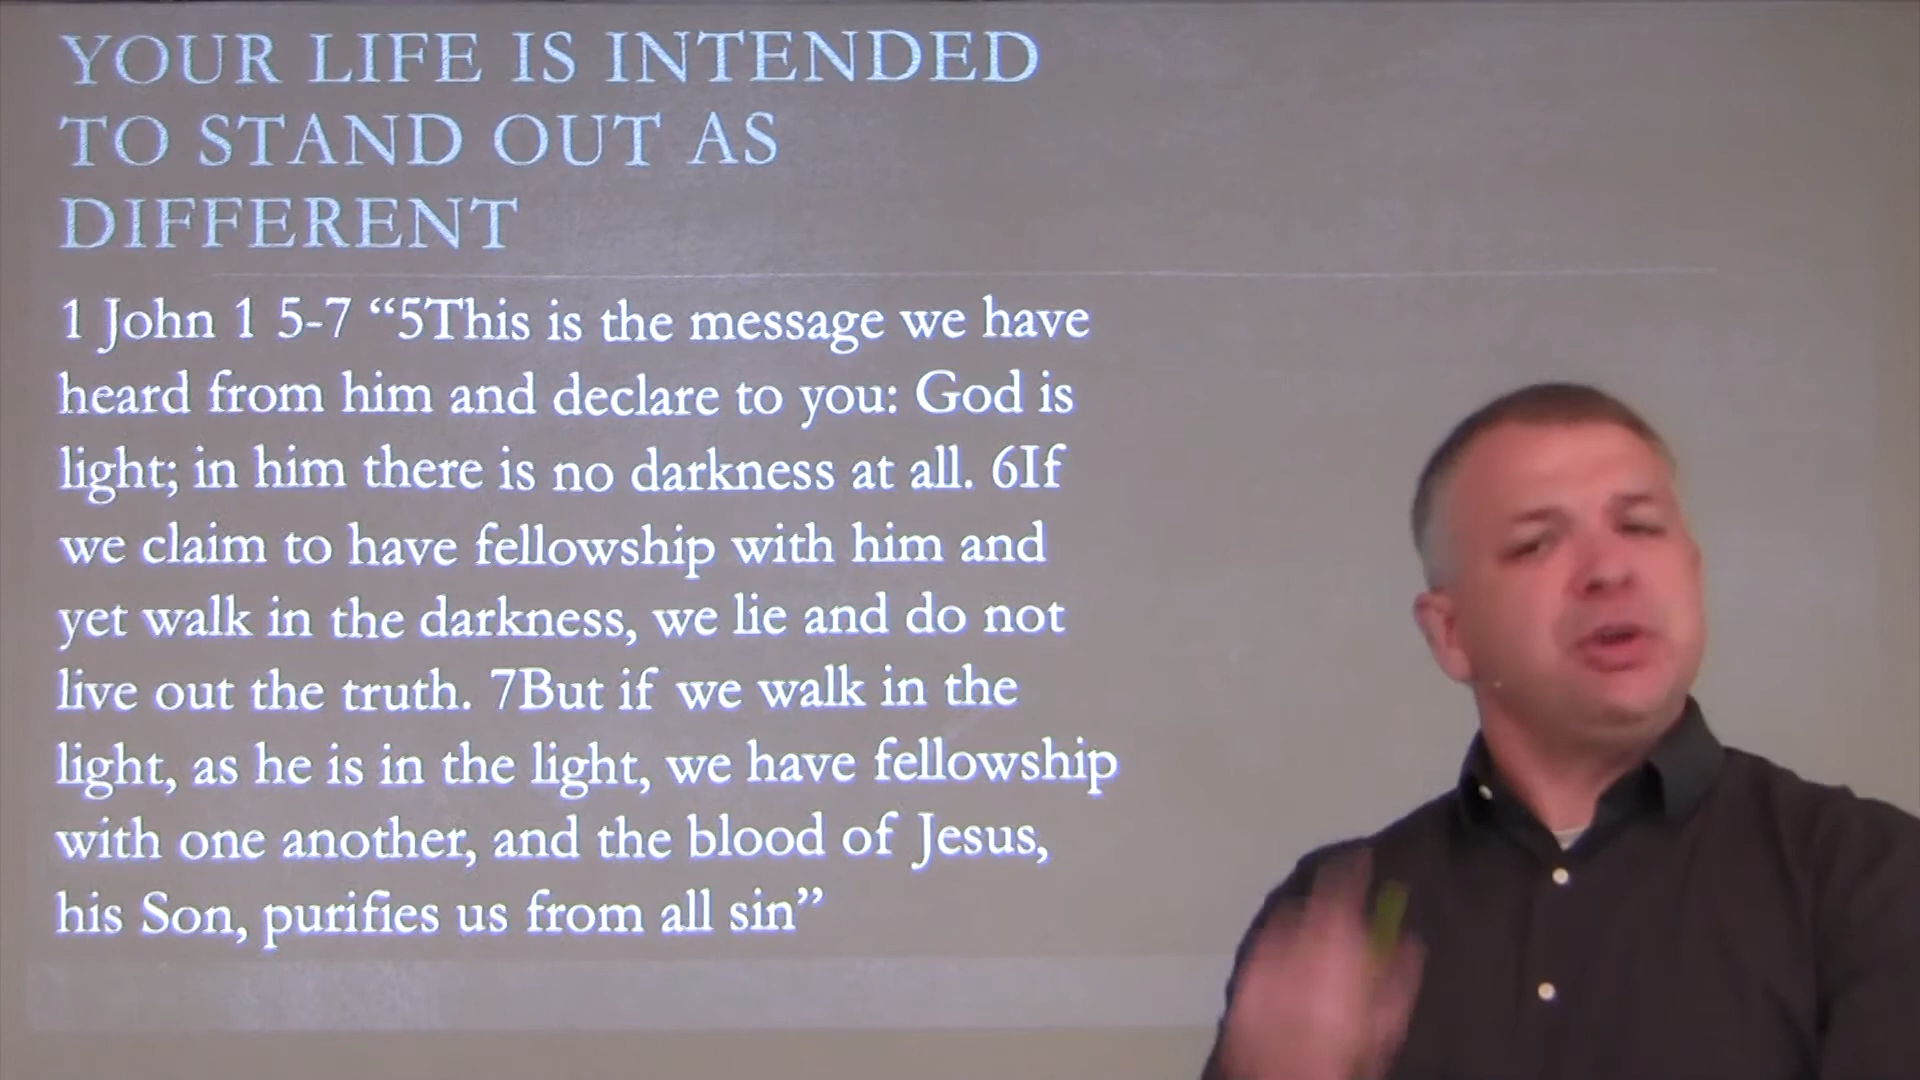 YOUR LIFE IS INTENDED
TO STAND OUT AS
DIFFERENT
1 John 1 5-7 “5This is the message we have
heard from him and declare to you: God is
light; in him there is no darkness at all. 6If
we claim to have fellowship with him and
yet walk in the darkness, we lie and do not
live out the truth. 7But if we walk in the
light, as he is in the light, we have fellowship
with one another, and the blood of Jesus,
his Son, purifies us from all sin”